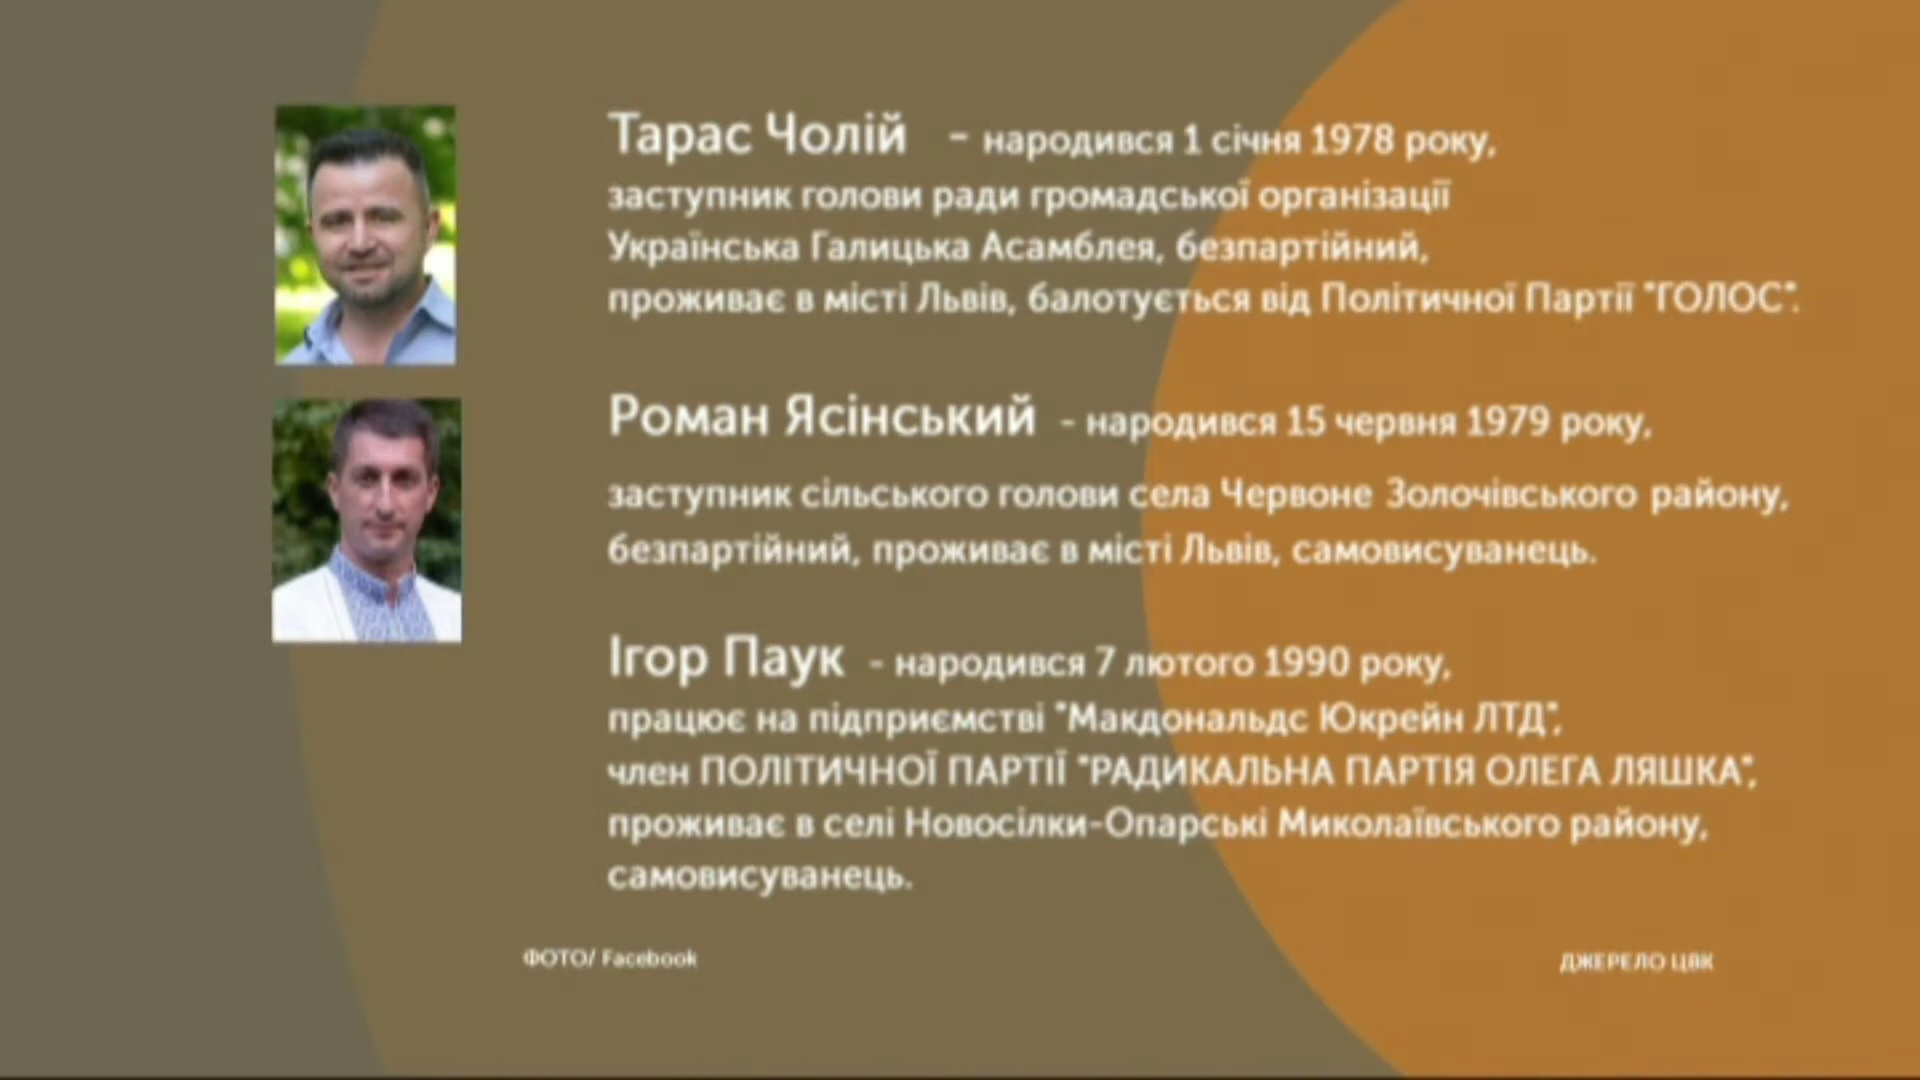 Тарас Чолій - народився 1 січня 1978 року,
заступник голови ради громадської організації
Українська Галицька Асамблея, безпартійний,
проживає в місті Львів, балотується від Політичної Партії "ГОЛОС".
Роман Ясінський - народився 15 червня 1979 року,
заступник сільського голови села Червоне Золочівського району,
безпартійний, проживає в місті Львів, самовисуванець.
Ігор Паук - народився 7 лютого 1990 року,
працює на підприємстві "Макдональдс Юкрейн ЛТД",
член ПОЛІТИЧНОЇ ПАРТІЇ "РАДИКАЛЬНА ПАРТІЯ ОЛЕГА ЛЯШКА",
проживає в селі Новосілки-Опарські Миколаївського району,
самовисуванець.
ФОТО/ Facebook
ДЖЕРЕЛО ЦВК